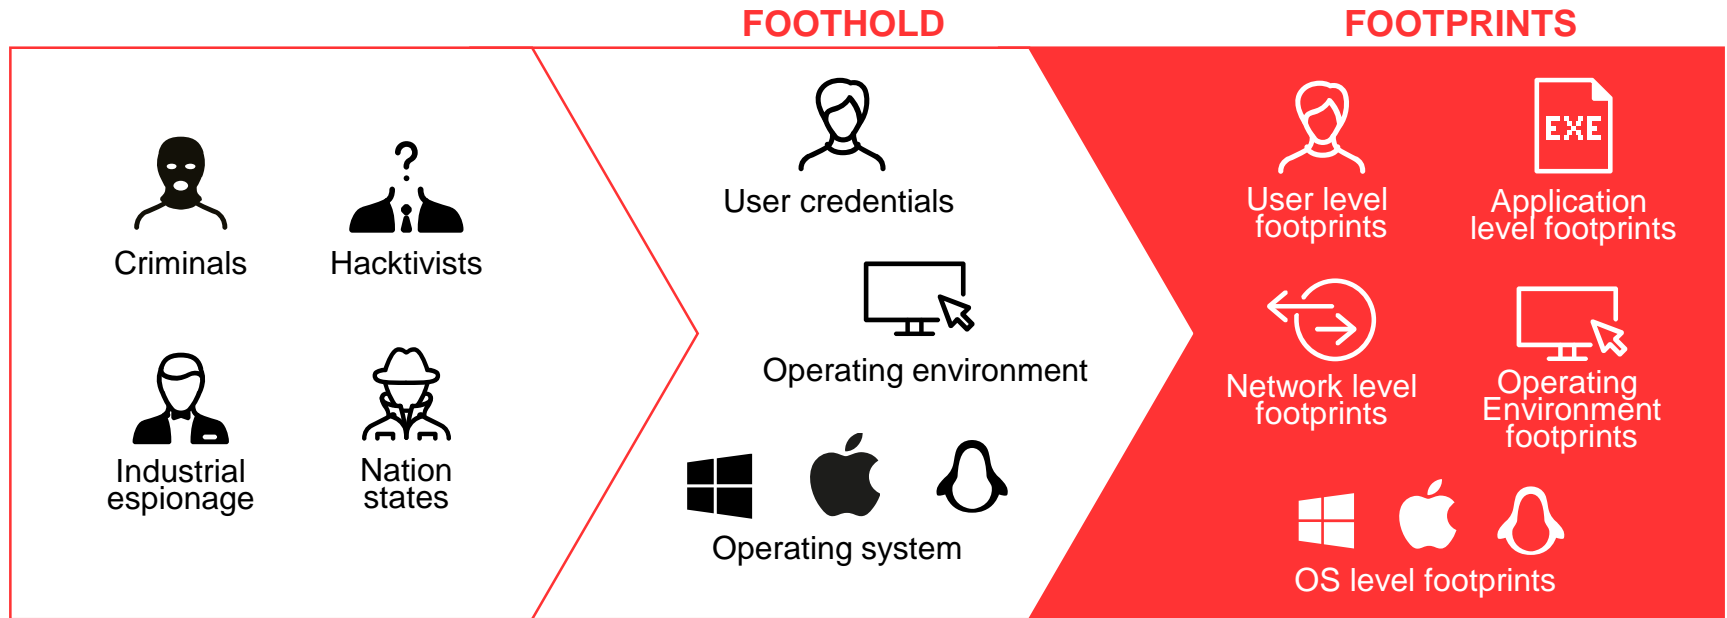 FOOTHOLD
FOOTPRINTS
Criminals
Hacktivists
Industrial
espionage
Nation
states
User credentials
Operating environment
Operating system
User level
footprints
EXE
Application
level footprints
Network level
footprints
Operating
Environment
footprints
OS level footprints